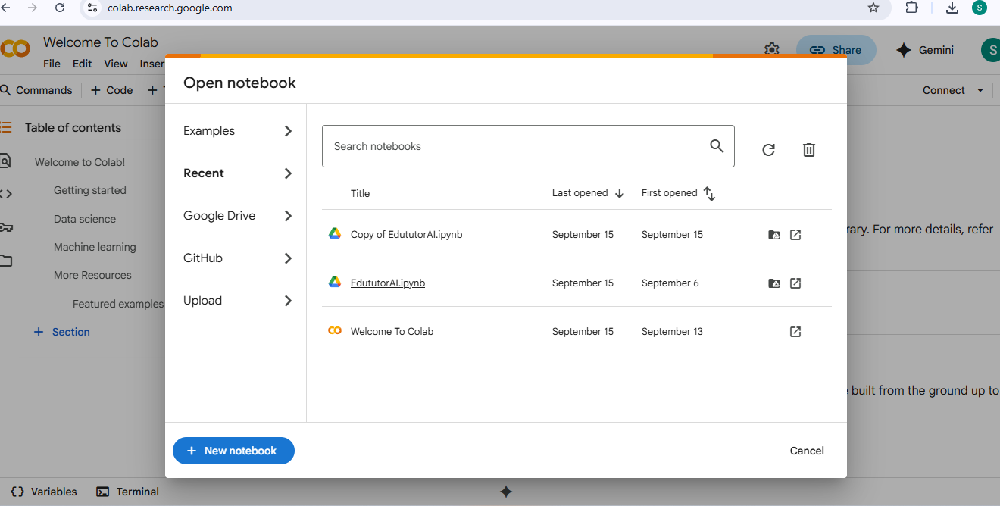 colab.research.google.com
S
Welcome To Colab
File Edit View Inser
Share
Gemini
S
Commands
+ Code
+
Connect
Table of contents
Welcome to Colab!
Getting started
Data science
Machine learning
More Resources
Featured examples
+ Section
Open notebook
Examples
Recent
Google Drive
GitHub
Upload
Search notebooks
Title Last opened First opened
Copy of EdututorAI.ipynb September 15 September 15
EdututorAI.ipynb September 15 September 6
Welcome To Colab September 15 September 13
+ New notebook
Cancel
rary. For more details, refer
built from the ground up to
{} Variables
Terminal